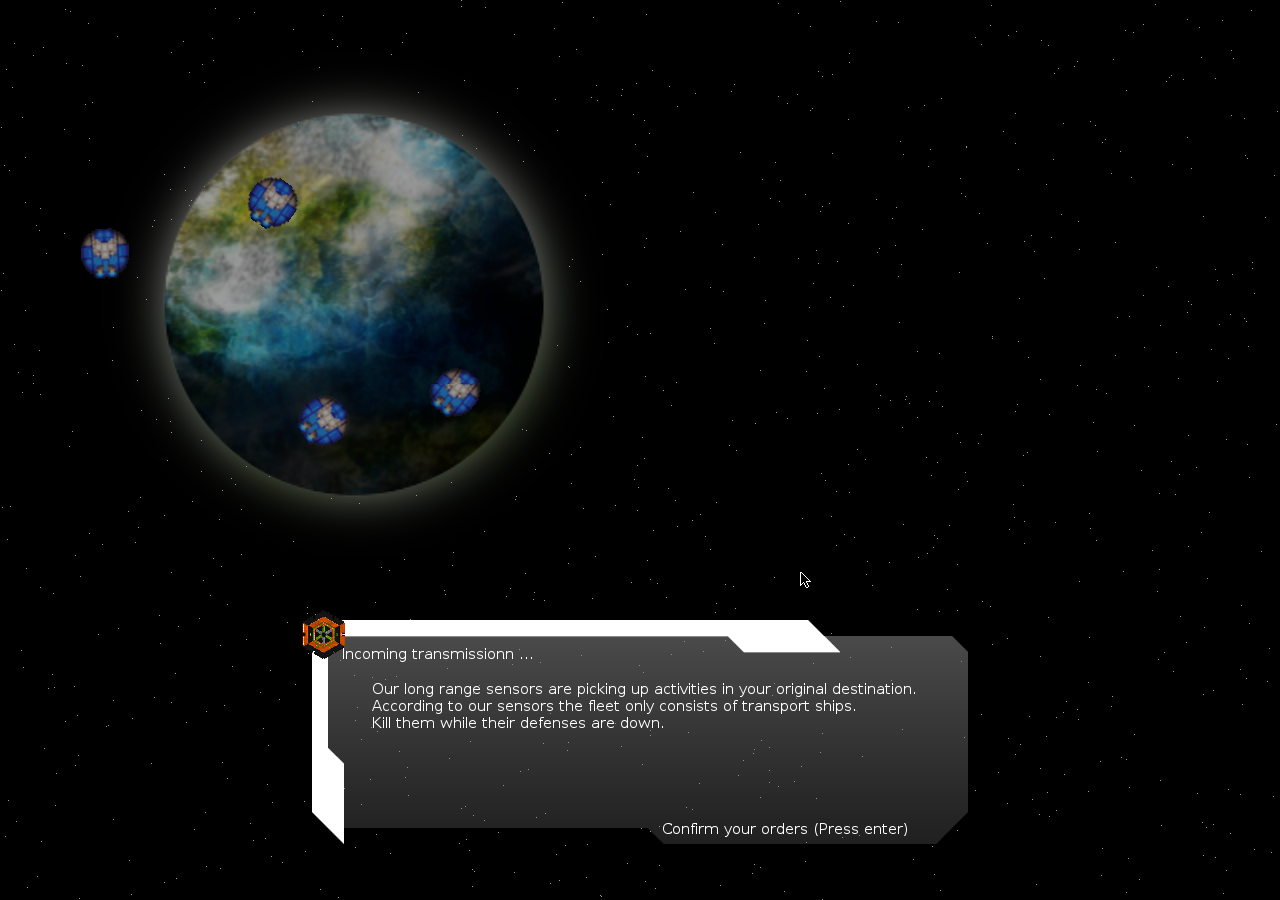 Incoming transmissionn ...
Our long range sensors are picking up activities in your original destination.
According to our sensors the fleet only consists of transport ships.
Kill them while their defenses are down.
Confirm your orders (Press enter)